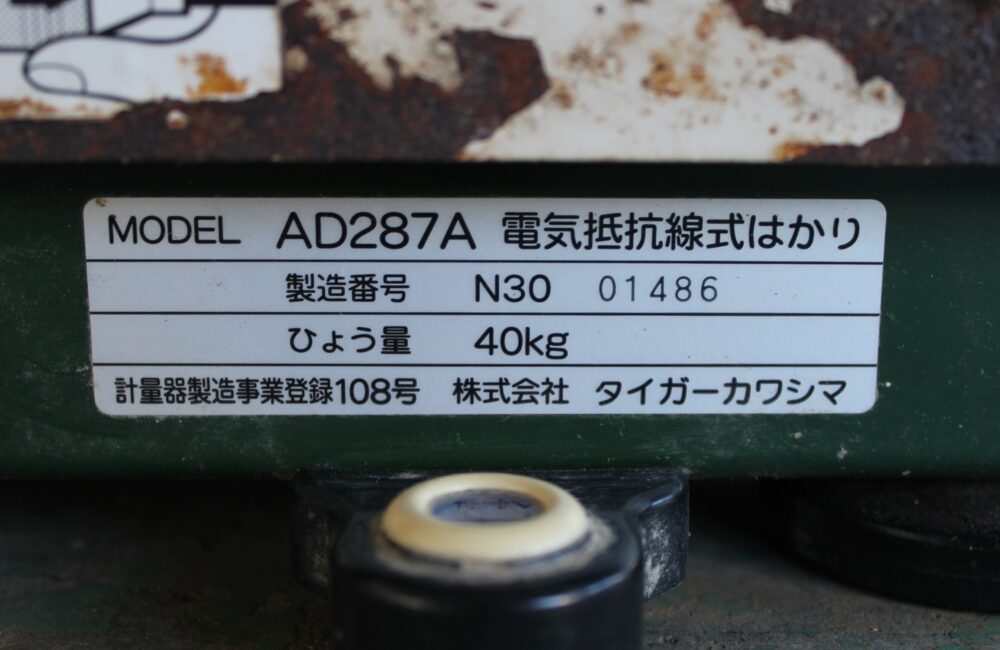 MODEL AD287A 電気抵抗線式はかり
製造番号 N30 01486
ひょう量 40kg
計量器製造事業登録108号 株式会社 タイガーカワシマ